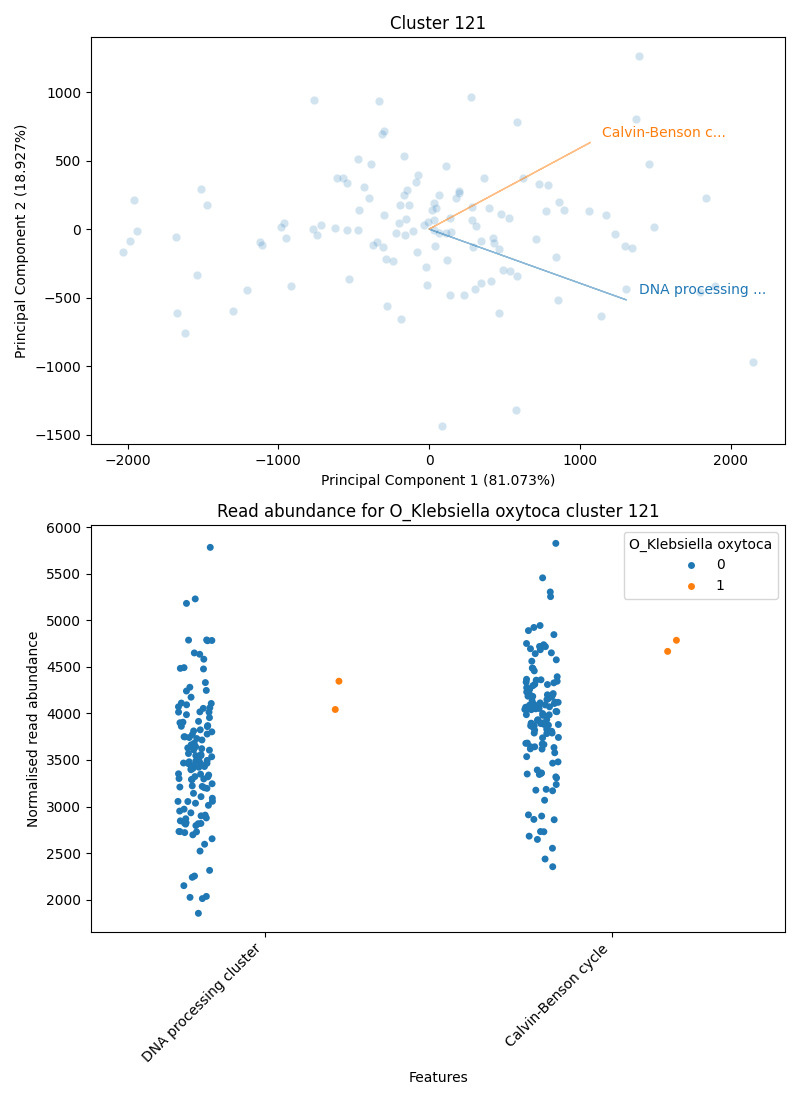 Cluster 121
1000
500
0
−500
−1000
−1500
Principal Component 2 (18.927%)
Calvin-Benson c...
DNA processing ...
−2000
−1000
0
1000
2000
Principal Component 1 (81.073%)
Read abundance for O_Klebsiella oxytoca cluster 121
6000
5500
5000
4500
4000
3500
3000
2500
2000
Normalised read abundance
O_Klebsiella oxytoca
0
1
DNA processing cluster
Calvin-Benson cycle
Features